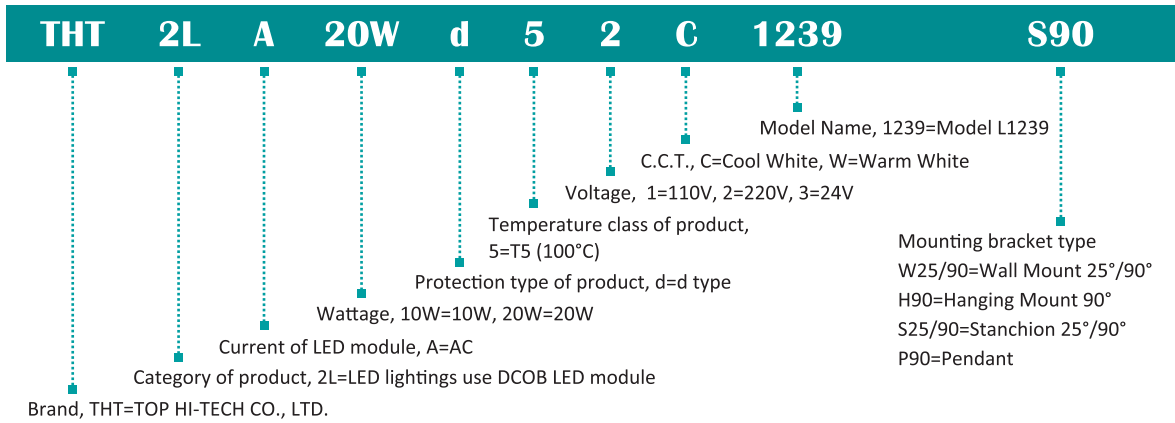 THT 2L A 20W d 5 2 C 1239 S90
Model Name, 1239=Model L1239
C.C.T., C=Cool White, W=Warm White
Voltage, 1=110V, 2=220V, 3=24V
Temperature class of product,
5=T5 (100°C)
Protection type of product, d=d type
Wattage, 10W=10W, 20W=20W
Current of LED module, A=AC
Category of product, 2L=LED lightings use DCOB LED module
Brand, THT=TOP HI-TECH CO., LTD.
Mounting bracket type
W25/90=Wall Mount 25°/90°
H90=Hanging Mount 90°
S25/90=Stanchion 25°/90°
P90=Pendant